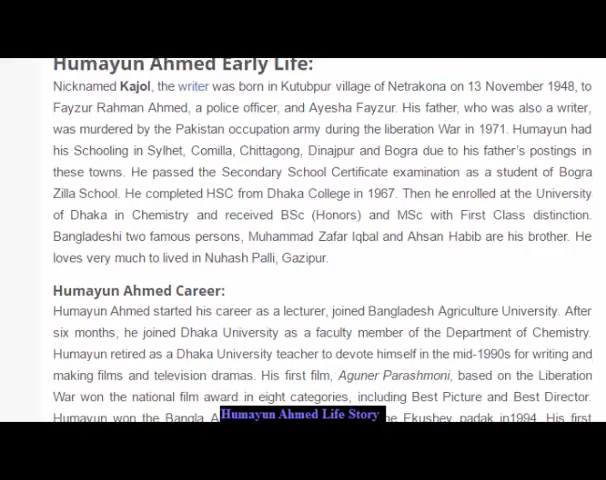 Humayun Ahmed Early Life:
Nicknamed Kajol, the writer was born in Kutubpur village of Netrakona on 13 November 1948, to
Fayzur Rahman Ahmed, a police officer, and Ayesha Fayzur. His father, who was also a writer,
was murdered by the Pakistan occupation army during the liberation War in 1971. Humayun had
his Schooling in Sylhet, Comilla, Chittagong, Dinajpur and Bogra due to his father's postings in
these towns. He passed the Secondary School Certificate examination as a student of Bogra
Zilla School. He completed HSC from Dhaka College in 1967. Then he enrolled at the University
of Dhaka in Chemistry and received BSc (Honors) and MSc with First Class distinction.
Bangladeshi two famous persons, Muhammad Zafar Iqbal and Ahsan Habib are his brother. He
loves very much to lived in Nuhash Palli, Gazipur.
Humayun Ahmed Career:
Humayun Ahmed started his career as a lecturer, joined Bangladesh Agriculture University. After
six months, he joined Dhaka University as a faculty member of the Department of Chemistry.
Humayun retired as a Dhaka University teacher to devote himself in the mid-1990s for writing and
making films and television dramas. His first film, Aguner Parashmoni, based on the Liberation
War won the national film award in eight categories, including Best Picture and Best Director.
Humayun won the Bangla Ekushey padak in1994. His first
Humayun Ahmed Life Story